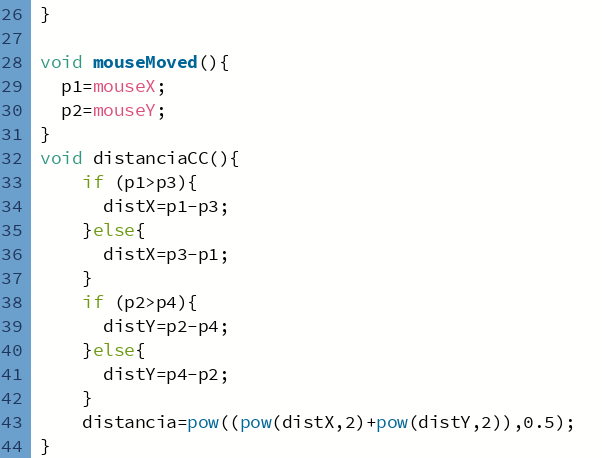 26 }
27
28 void mouseMoved(){
29   p1=mouseX;
30   p2=mouseY;
31 }
32 void distanciaCC(){
33     if (p1>p3){
34       distX=p1-p3;
35     }else{
36       distX=p3-p1;
37     }
38     if (p2>p4){
39       distY=p2-p4;
40     }else{
41       distY=p4-p2;
42     }
43     distancia=pow((pow(distX,2)+pow(distY,2)),0.5);
44 }